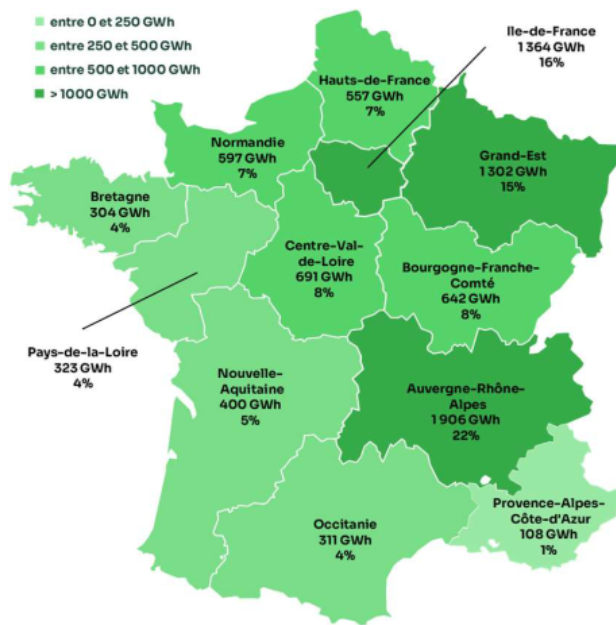 entre 0 et 250 GWh
entre 250 et 500 GWh
entre 500 et 1000 GWh
> 1000 GWh
Ile-de-France
1 364 GWh
16%
Hauts-de-France
557 GWh
7%
Normandie
597 GWh
7%
Grand-Est
1 302 GWh
15%
Bretagne
304 GWh
4%
Centre-Val-
de-Loire
691 GWh
8%
Bourgogne-Franche-
Comté
642 GWh
8%
Pays-de-la-Loire
323 GWh
4%
Nouvelle-
Aquitaine
400 GWh
5%
Auvergne-Rhône-
Alpes
1 906 GWh
22%
Occitanie
311 GWh
4%
Provence-Alpes-
Côte-d'Azur
108 GWh
1%